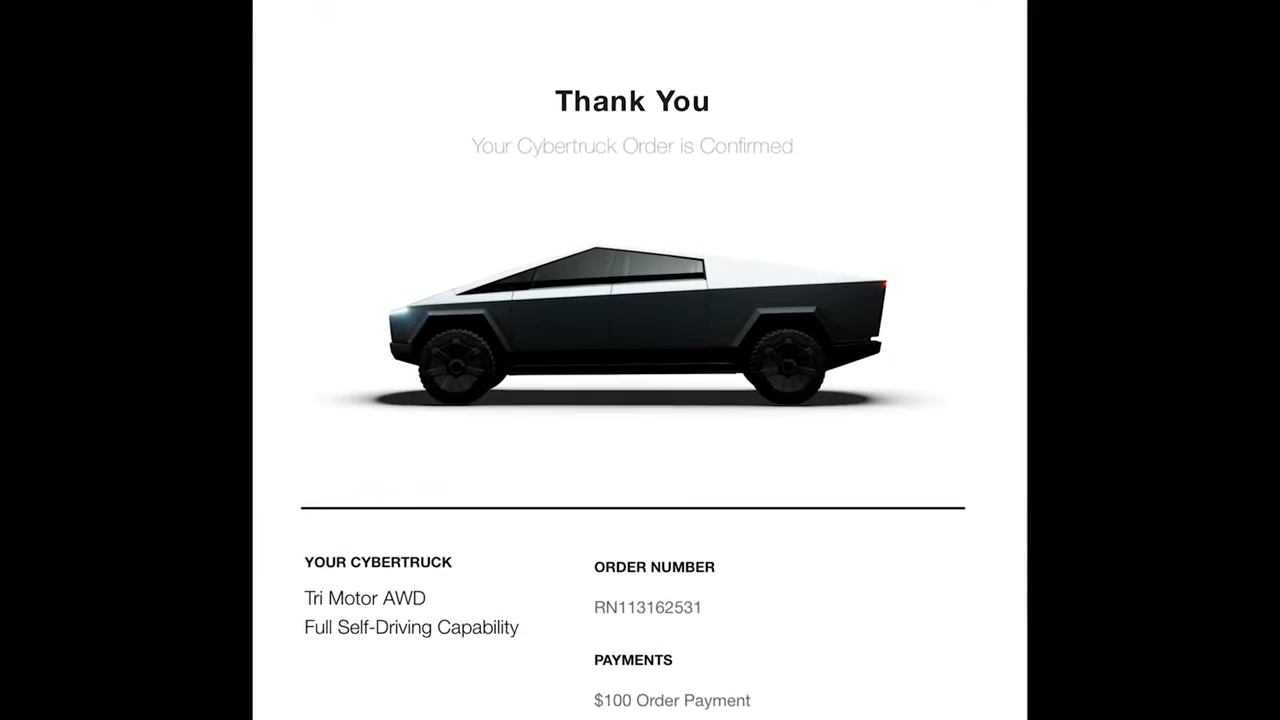 Thank You
Your Cybertruck Order is Confirmed
YOUR CYBERTRUCK
Tri Motor AWD
Full Self-Driving Capability
ORDER NUMBER
RN113162531
PAYMENTS
$100 Order Payment